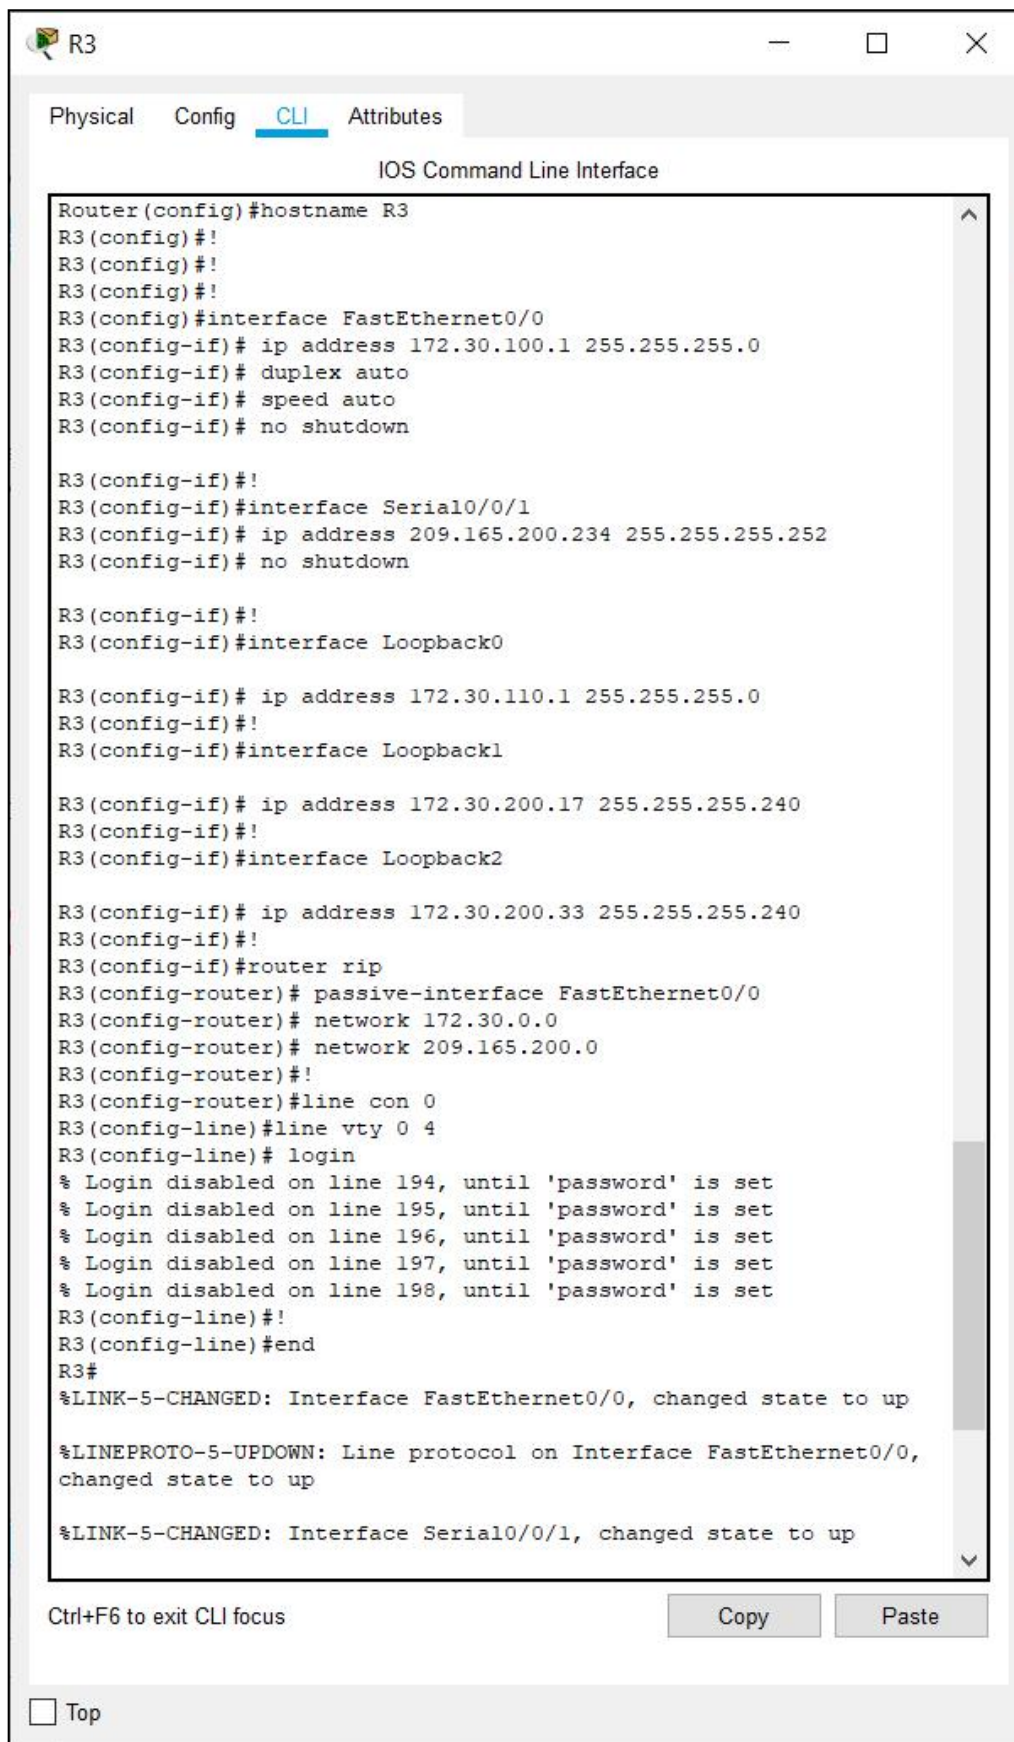 R3
Physical Config CLI Attributes
IOS Command Line Interface
Router(config)#hostname R3
R3(config)#!
R3(config)#!
R3(config)#!
R3(config)#interface FastEthernet0/0
R3(config-if)# ip address 172.30.100.1 255.255.255.0
R3(config-if)# duplex auto
R3(config-if)# speed auto
R3(config-if)# no shutdown
R3(config-if)#!
R3(config-if)#interface Serial0/0/1
R3(config-if)# ip address 209.165.200.234 255.255.255.252
R3(config-if)# no shutdown
R3(config-if)#!
R3(config-if)#interface Loopback0
R3(config-if)# ip address 172.30.110.1 255.255.255.0
R3(config-if)#!
R3(config-if)#interface Loopback1
R3(config-if)# ip address 172.30.200.17 255.255.255.240
R3(config-if)#!
R3(config-if)#interface Loopback2
R3(config-if)# ip address 172.30.200.33 255.255.255.240
R3(config-if)#!
R3(config-if)#router rip
R3(config-router)# passive-interface FastEthernet0/0
R3(config-router)# network 172.30.0.0
R3(config-router)# network 209.165.200.0
R3(config-router)#!
R3(config-router)#line con 0
R3(config-line)#line vty 0 4
R3(config-line)# login
% Login disabled on line 194, until 'password' is set
% Login disabled on line 195, until 'password' is set
% Login disabled on line 196, until 'password' is set
% Login disabled on line 197, until 'password' is set
% Login disabled on line 198, until 'password' is set
R3(config-line)#!
R3(config-line)#end
R3#
%LINK-5-CHANGED: Interface FastEthernet0/0, changed state to up
%LINEPROTO-5-UPDOWN: Line protocol on Interface FastEthernet0/0,
changed state to up
%LINK-5-CHANGED: Interface Serial0/0/1, changed state to up
Ctrl+F6 to exit CLI focus
Copy
Paste
Top